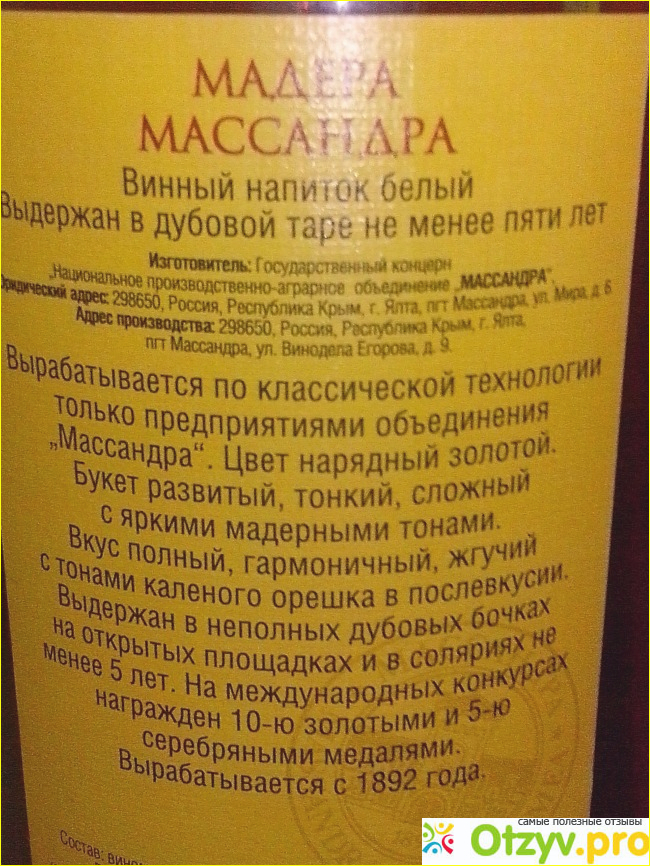 МАДЕРА
МАССАНДРА
Винный напиток белый
Выдержан в дубовой таре не менее пяти лет
Изготовитель: Государственный концерн
„Национальное производственно-аграрное объединение „МАССАНДРА“,
Юридический адрес: 298650, Россия, Республика Крым, г. Ялта, пгт Массандра, ул. Мира, д. 6
Адрес производства: 298650, Россия, Республика Крым, г. Ялта,
пгт Массандра, ул. Винодела Егорова, д. 9.
Вырабатывается по классической технологии
только предприятиями объединения
„Массандра“. Цвет нарядный золотой.
Букет развитый, тонкий, сложный
с яркими мадерными тонами.
Вкус полный, гармоничный, жгучий
с тонами каленого орешка в послевкусии.
Выдержан в неполных дубовых бочках
на открытых площадках и в соляриях не
менее 5 лет. На международных конкурсах
награжден 10-ю золотыми и 5-ю
серебряными медалями.
Вырабатывается с 1892 года.
Состав:
самые полезные отзывы
Otzyv.pro